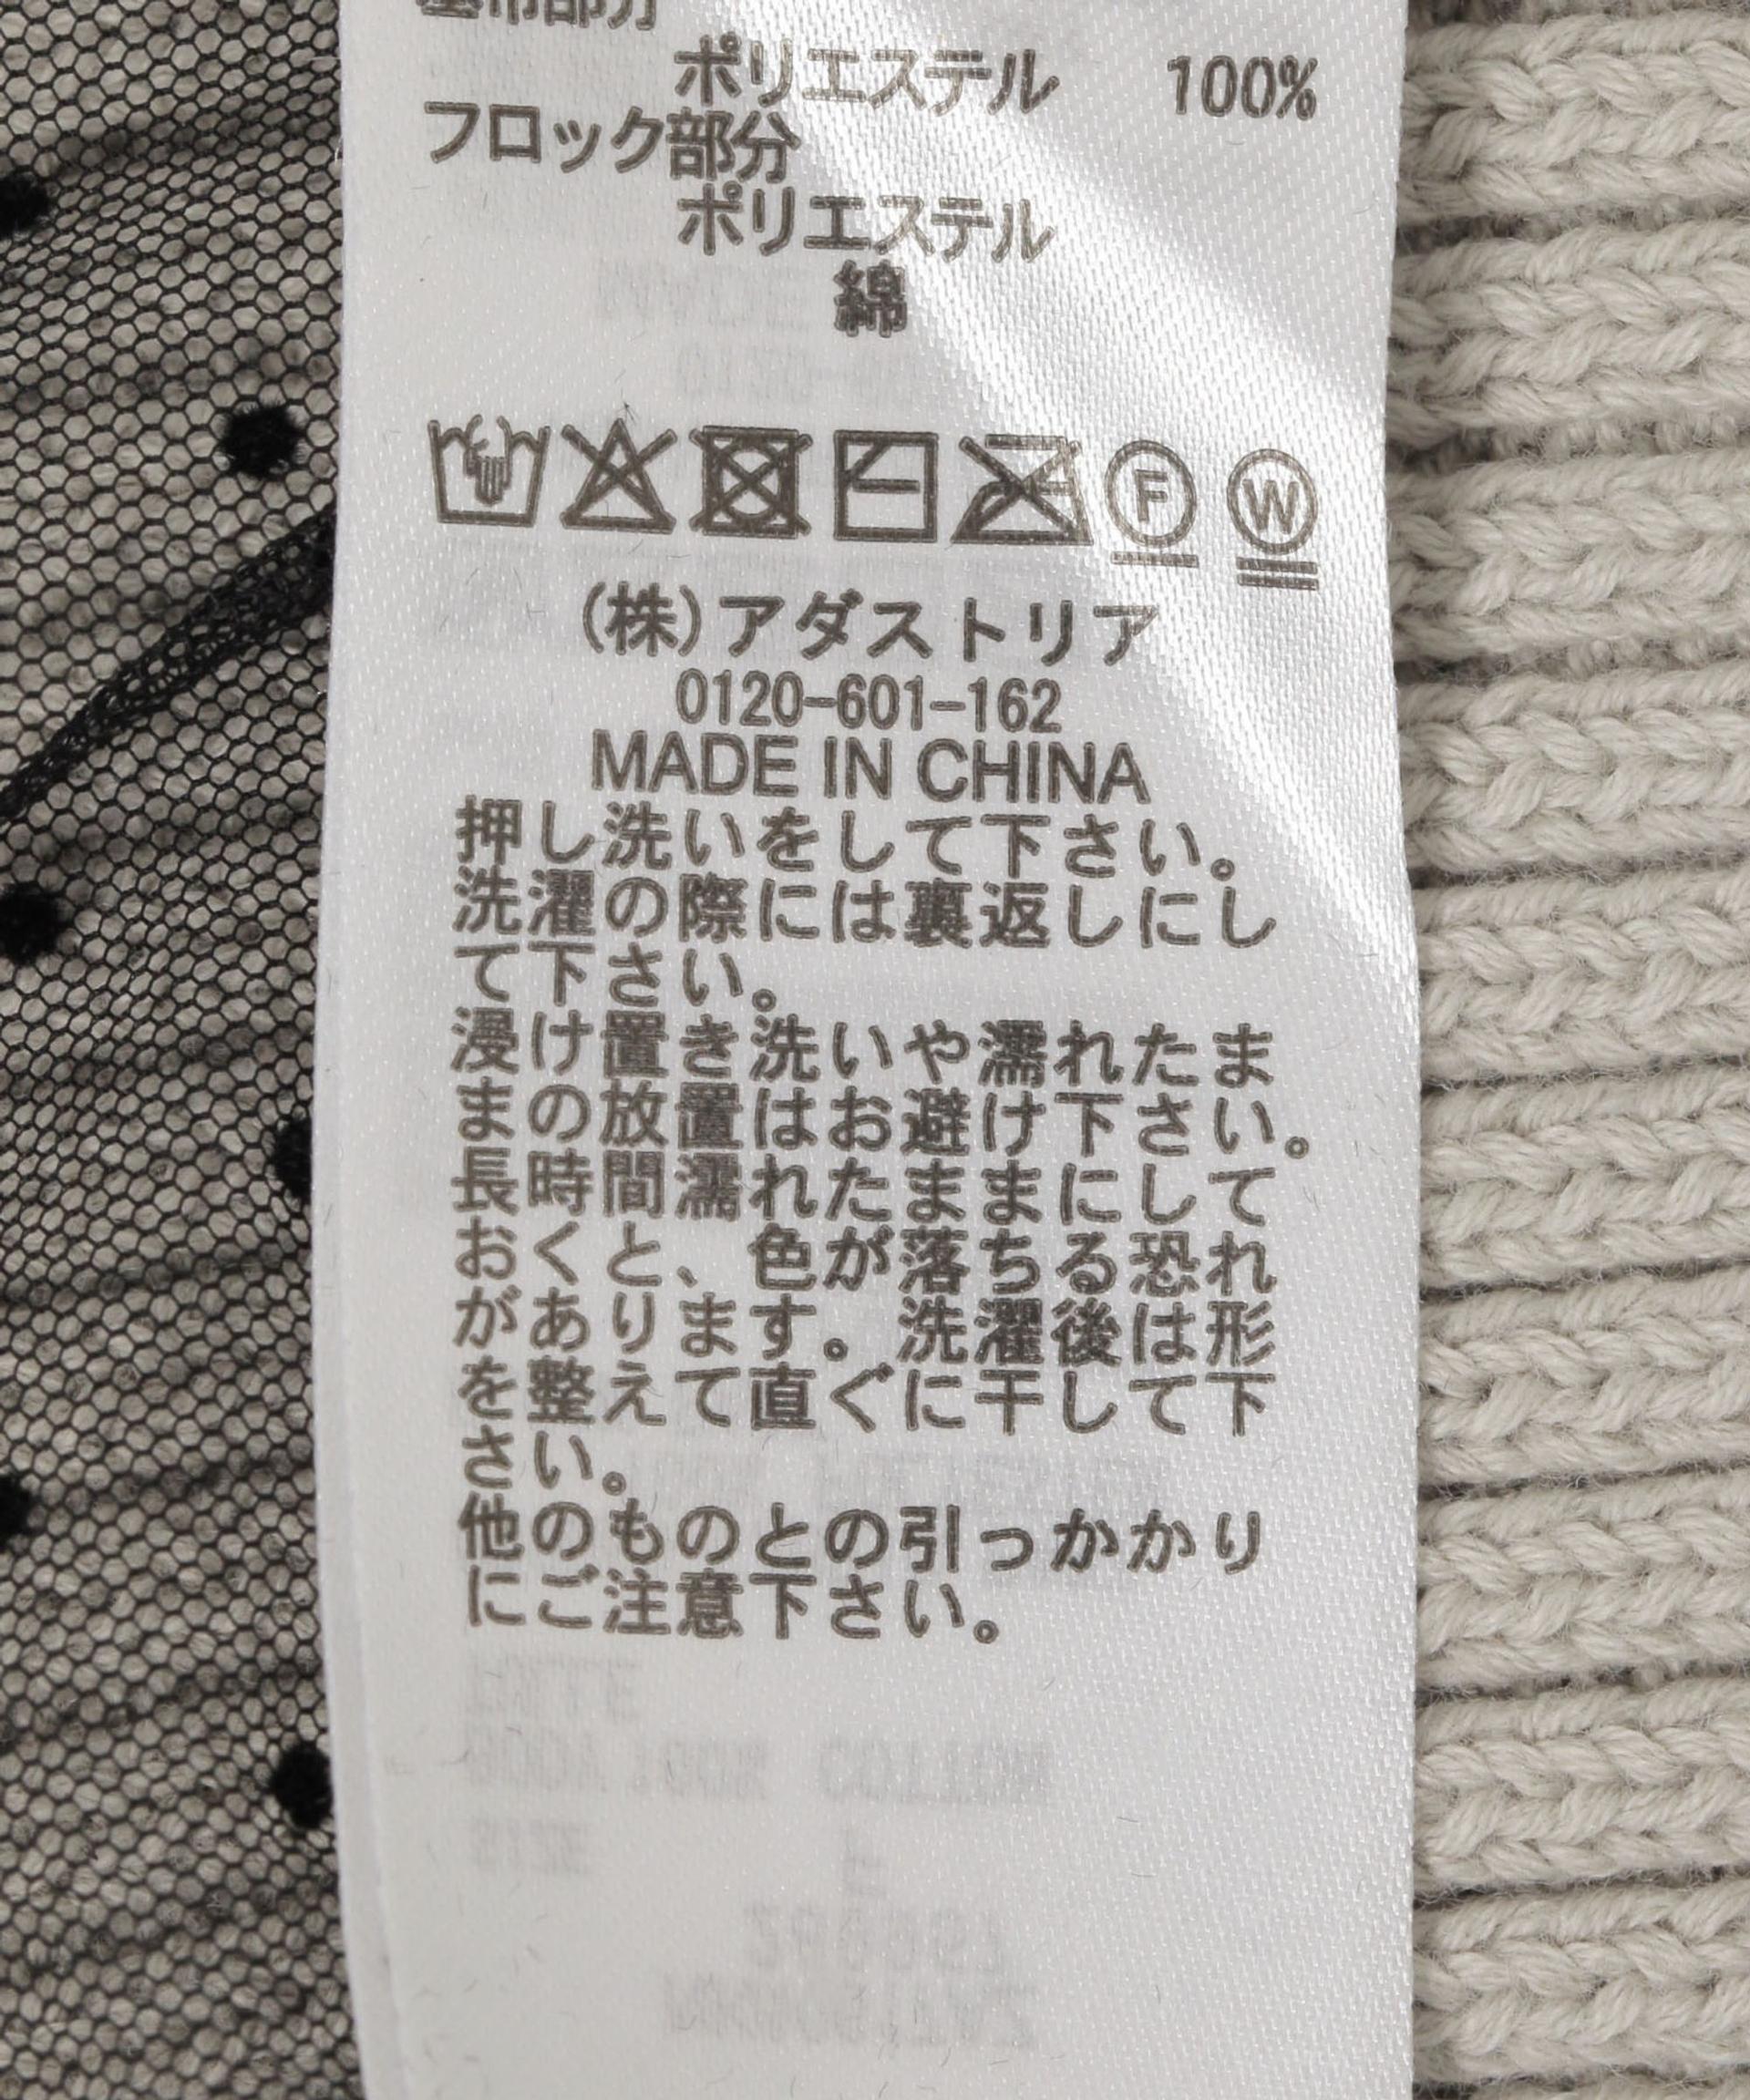 基布部分
ポリエステル 100%
フロック部分
ポリエステル
綿
F W
(株)アダストリア
0120-601-162
MADE IN CHINA
押し洗いをして下さい。
洗濯の際には裏返しにし
て下さい。
浸け置き洗いや濡れたま
まの放置はお避け下さい。
長時間濡れたままにして
おくと、色が落ちる恐れ
があります。洗濯後は形
を整えて直ぐに干して下
さい。
他のものとの引っかかり
にご注意下さい。